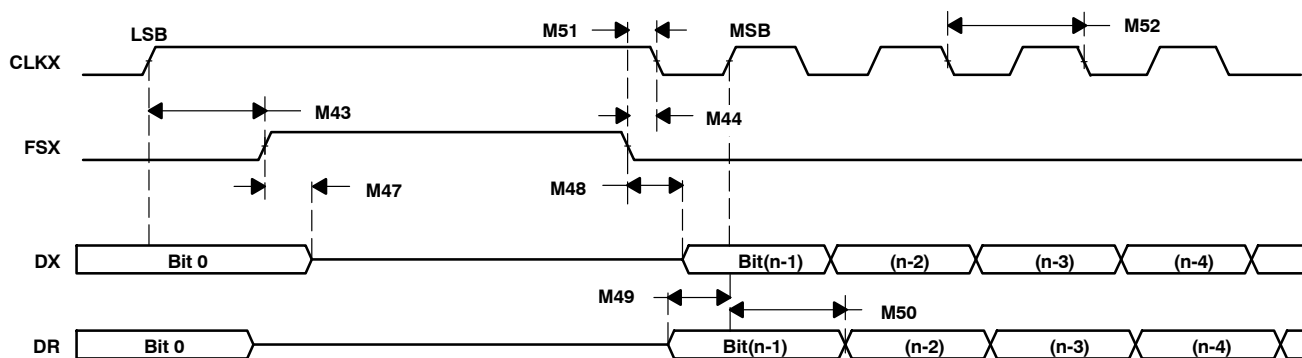 LSB
M51
MSB
M52
CLKX
M43
M44
FSX
M47
M48
DX
Bit 0
Bit(n-1)
(n-2)
(n-3)
(n-4)
M49
M50
DR
Bit 0
Bit(n-1)
(n-2)
(n-3)
(n-4)